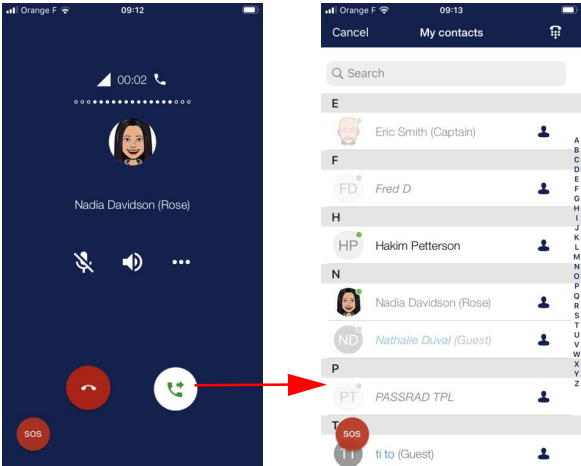 Orange F 09:12
00:02
Nadia Davidson (Rose)
SOS
Orange F 09:13
Cancel My contacts
Search
E
Eric Smith (Captain)
F
FD Fred D
H
HP Hakim Petterson
N
Nadia Davidson (Rose)
ND Nathalie Duval (Guest)
P
PT PASSRAD TPL
T
SOS
TT ti to (Guest)
A
B
C
D
E
F
G
H
I
J
K
L
M
N
O
P
Q
R
S
T
U
V
W
X
Y
Z